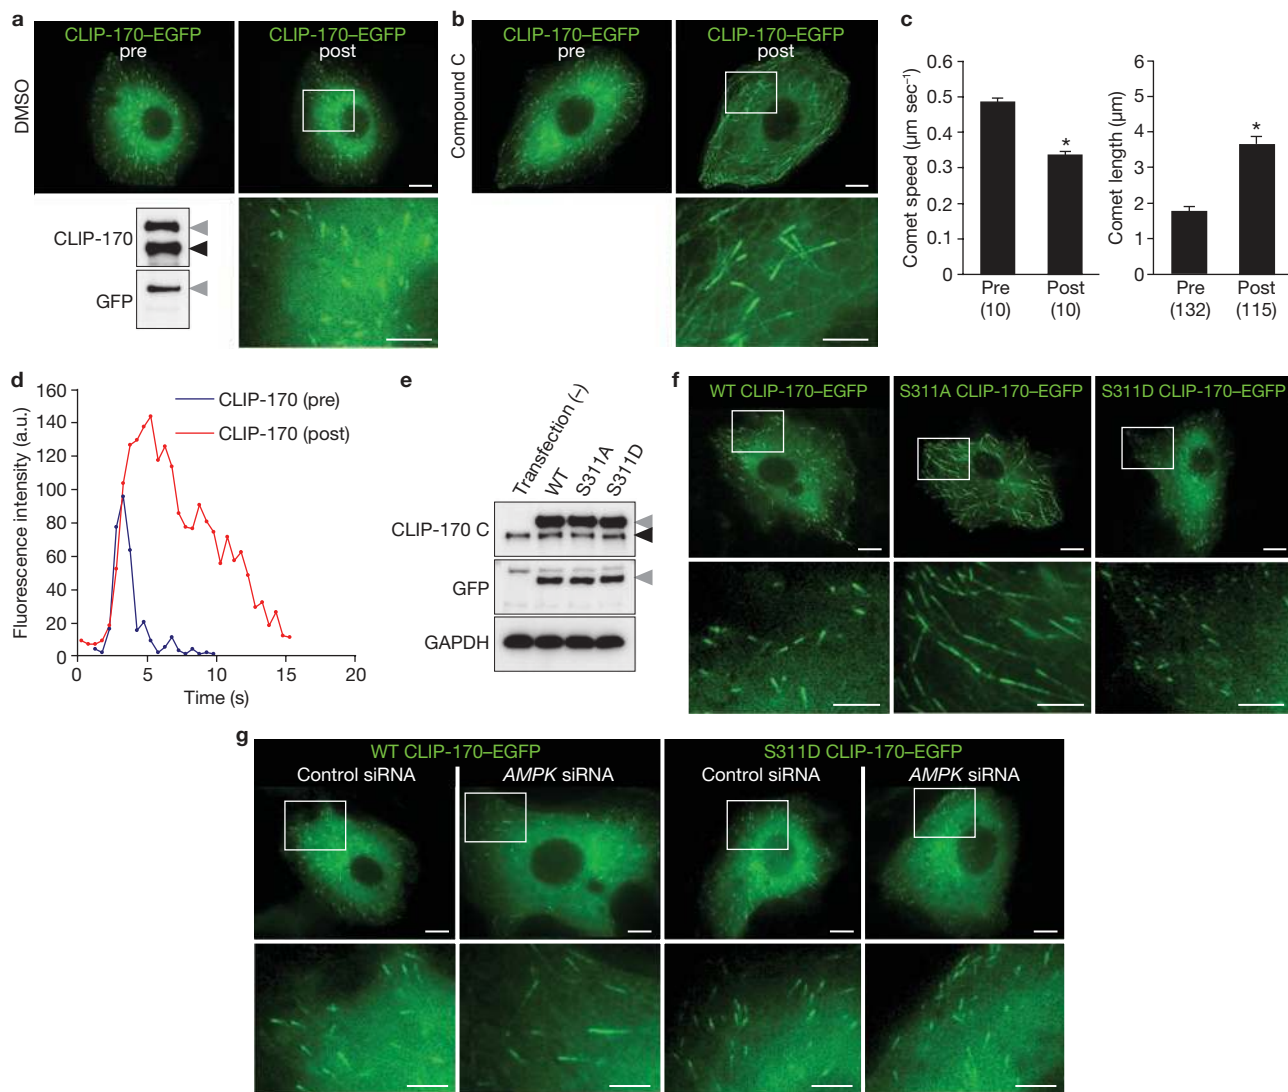 a
CLIP-170–EGFP
pre
CLIP-170–EGFP
post
DMSO
CLIP-170
GFP
b
CLIP-170–EGFP
pre
CLIP-170–EGFP
post
Compound C
c
Comet speed (µm sec⁻¹)
0.6
0.5
0.4
0.3
0.2
0.1
0
*
Pre
(10)
Post
(10)
Comet length (µm)
6
5
4
3
2
1
0
*
Pre
(132)
Post
(115)
d
Fluorescence intensity (a.u.)
160
140
120
100
80
60
40
20
0
CLIP-170 (pre)
CLIP-170 (post)
0 5 10 15 20
Time (s)
e
Transfection (–)
WT
S311A
S311D
CLIP-170 C
GFP
GAPDH
f
WT CLIP-170–EGFP
S311A CLIP-170–EGFP
S311D CLIP-170–EGFP
g
WT CLIP-170–EGFP
S311D CLIP-170–EGFP
Control siRNA
AMPK siRNA
Control siRNA
AMPK siRNA